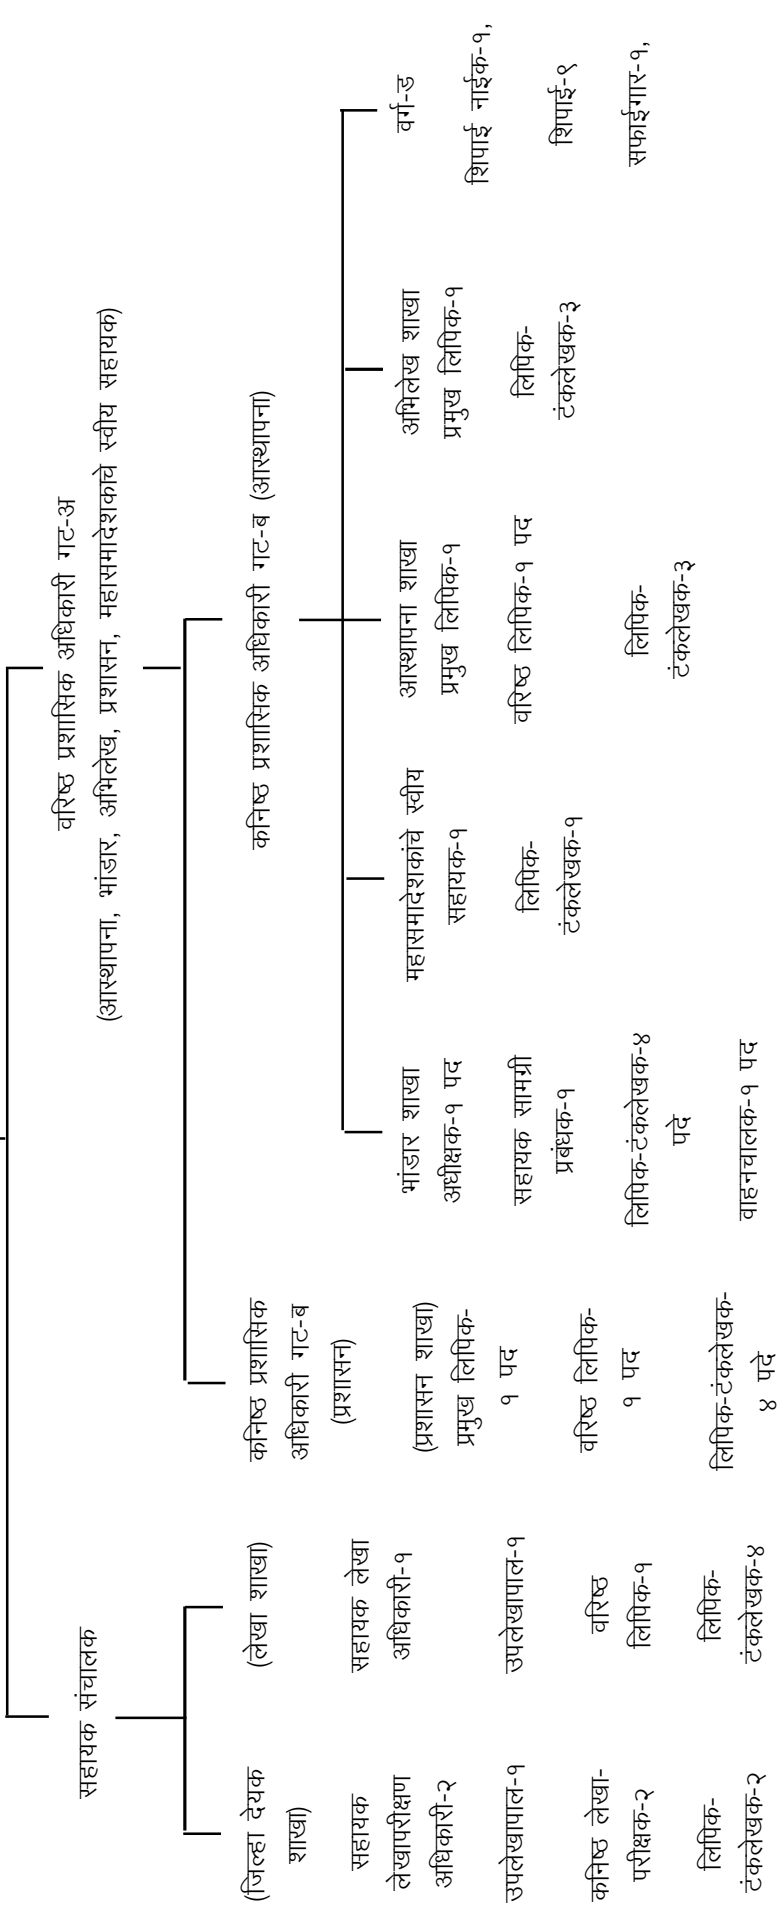 सहायक संचालक
वरिष्ठ प्रशासिक अधिकारी गट-अ
(आस्थापना, भांडार, अभिलेख, प्रशासन, महासमादेशकाचे स्वीय सहायक)
(जिल्हा देयक
शाखा)
सहायक
लेखापरीक्षण
अधिकारी-२
उपलेखापाल-१
कनिष्ठ लेखा-
परीक्षक-२
लिपिक-
टंकलेखक-२
(लेखा शाखा)
सहायक लेखा
अधिकारी-१
उपलेखापाल-१
वरिष्ठ
लिपिक-१
लिपिक-
टंकलेखक-४
कनिष्ठ प्रशासिक
अधिकारी गट-ब
(प्रशासन)
(प्रशासन शाखा)
प्रमुख लिपिक-
१ पद
वरिष्ठ लिपिक-
१ पद
लिपिक-टंकलेखक-
४ पदे
कनिष्ठ प्रशासिक अधिकारी गट-ब (आस्थापना)
भांडार शाखा
अधीक्षक-१ पद
सहायक सामग्री
प्रबंधक-१
लिपिक-टंकलेखक-४
पदे
वाहनचालक-१ पद
महासमादेशकांचे स्वीय
सहायक-१
लिपिक-
टंकलेखक-१
आस्थापना शाखा
प्रमुख लिपिक-१
वरिष्ठ लिपिक-१ पद
लिपिक-
टंकलेखक-३
अभिलेख शाखा
प्रमुख लिपिक-१
लिपिक-
टंकलेखक-३
वर्ग-ड
शिपाई नाईक-१,
शिपाई-९
सफाईगार-१,